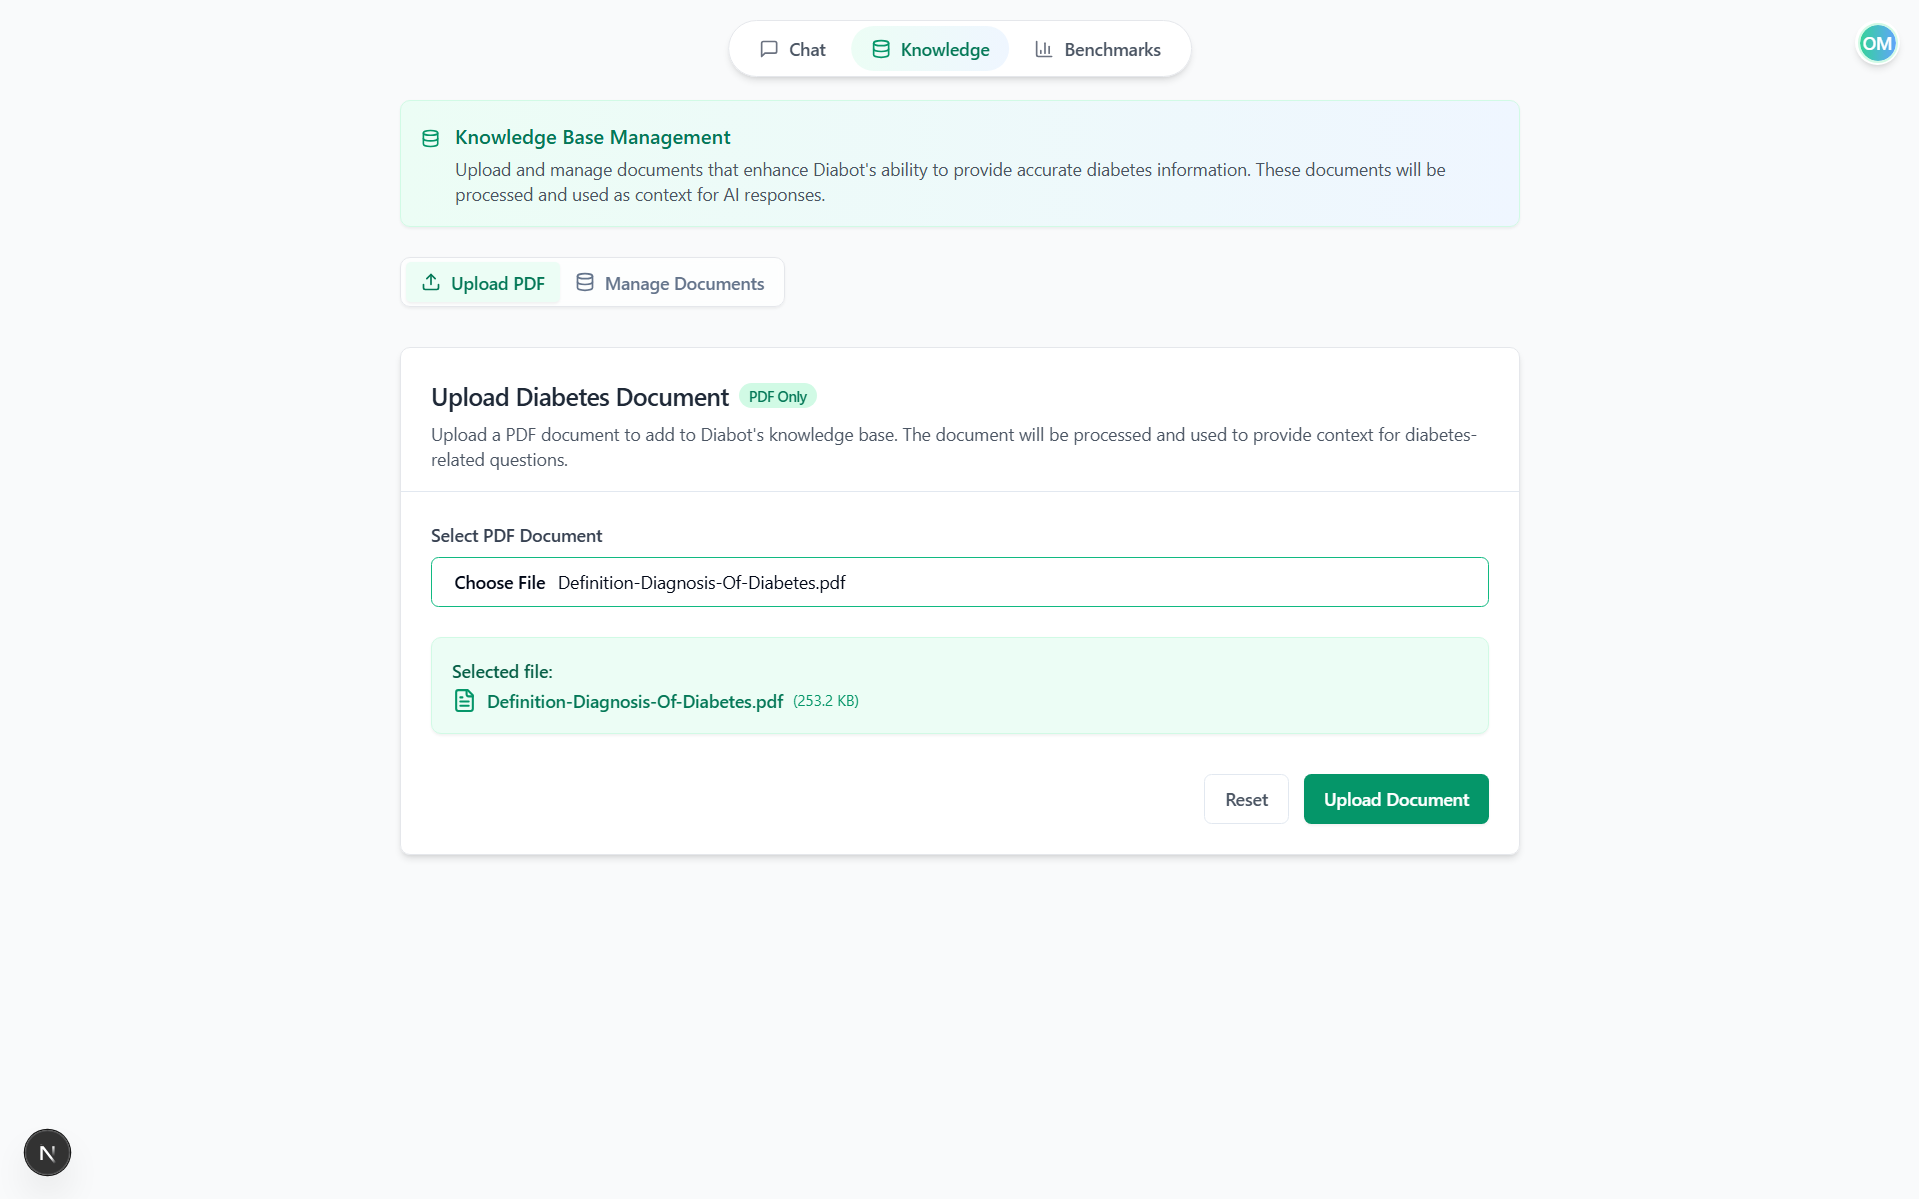 Chat
Knowledge
Benchmarks
OM
Knowledge Base Management
Upload and manage documents that enhance Diabot's ability to provide accurate diabetes information. These documents will be
processed and used as context for AI responses.
Upload PDF
Manage Documents
Upload Diabetes Document
PDF Only
Upload a PDF document to add to Diabot's knowledge base. The document will be processed and used to provide context for diabetes-
related questions.
Select PDF Document
Choose File Definition-Diagnosis-Of-Diabetes.pdf
Selected file:
Definition-Diagnosis-Of-Diabetes.pdf (253.2 KB)
Reset
Upload Document
N